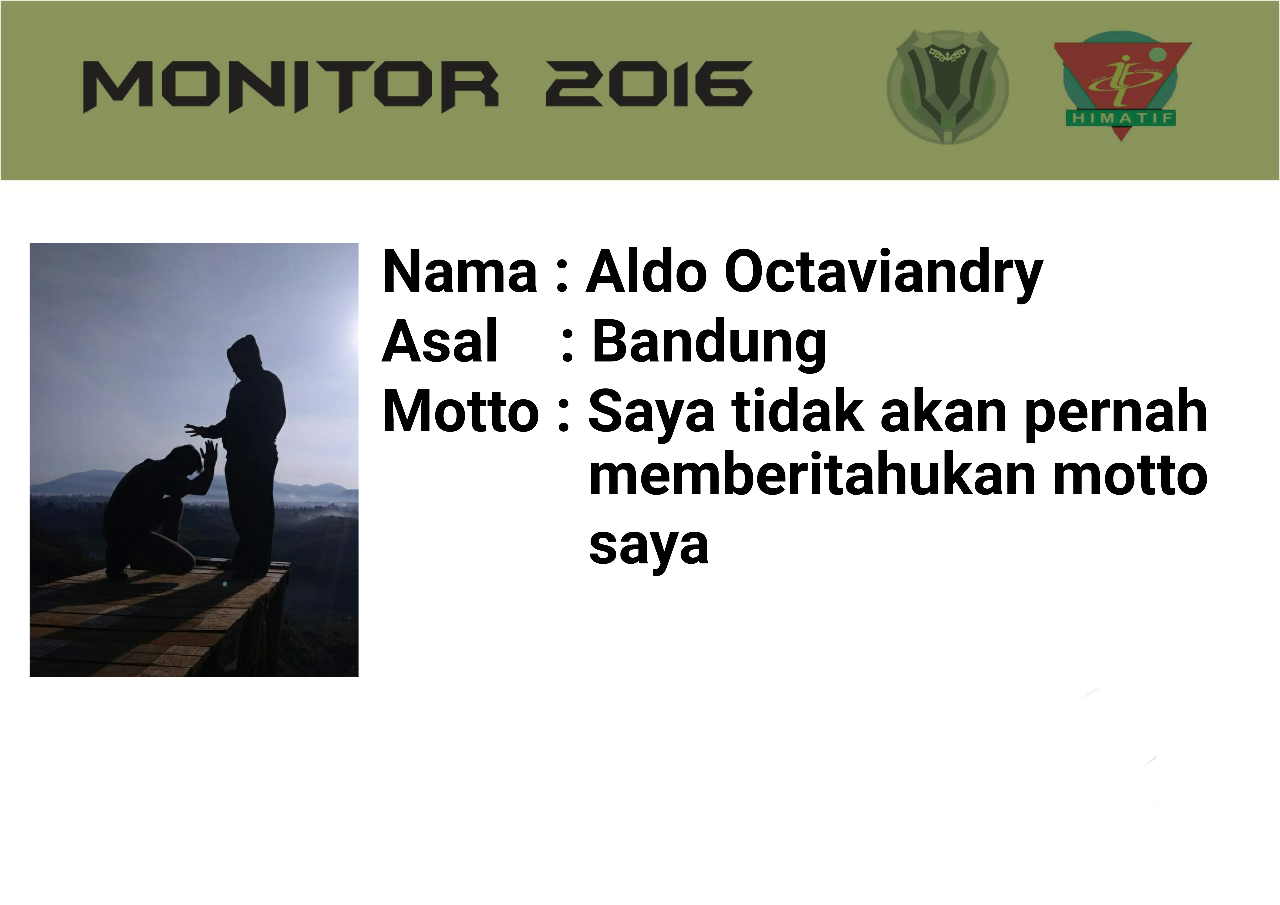 MONITOR 2016
HIMATIF
Nama : Aldo Octaviandry
Asal : Bandung
Motto : Saya tidak akan pernah
memberitahukan motto
saya